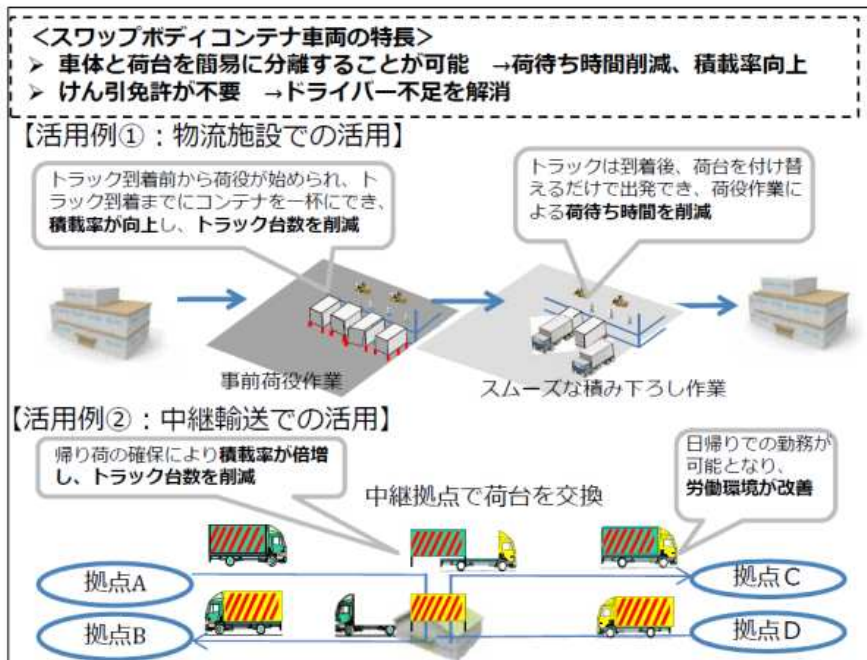 ＜スワップボディコンテナ車両の特長＞
➢ 車体と荷台を簡易に分離することが可能　→荷待ち時間削減、積載率向上
➢ けん引免許が不要　→ドライバー不足を解消
【活用例①：物流施設での活用】
トラック到着前から荷役が始められ、ト
ラック到着までにコンテナを一杯にでき、
積載率が向上し、トラック台数を削減
トラックは到着後、荷台を付け替
えるだけで出発でき、荷役作業に
よる荷待ち時間を削減
事前荷役作業
スムーズな積み下ろし作業
【活用例②：中継輸送での活用】
帰り荷の確保により積載率が倍増
し、トラック台数を削減
日帰りでの勤務が
可能となり、
労働環境が改善
中継拠点で荷台を交換
拠点A
拠点C
拠点B
拠点D